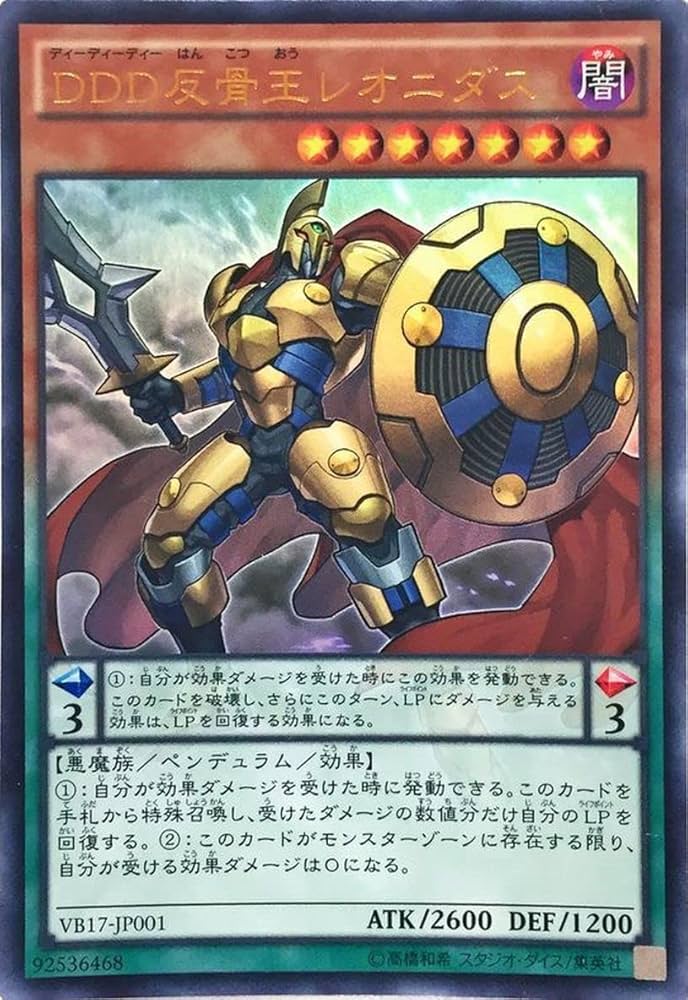 ディーディーディー はん こつ おう
DDD反骨王レオニダス
やみ
闇
①:自分が効果ダメージを受けた時にこの効果を発動できる。
このカードを破壊し、さらにこのターン、LPにダメージを与える
効果は、LPを回復する効果になる。
3
3
【悪魔族/ペンデュラム/効果】
①:自分が効果ダメージを受けた時に発動できる。このカードを
手札から特殊召喚し、受けたダメージの数値分だけ自分のLPを
回復する。②:このカードがモンスターゾーンに存在する限り、
自分が受ける効果ダメージは0になる。
VB17-JP001
ATK/2600 DEF/1200
92536468
©高橋和希 スタジオ・ダイス/集英社